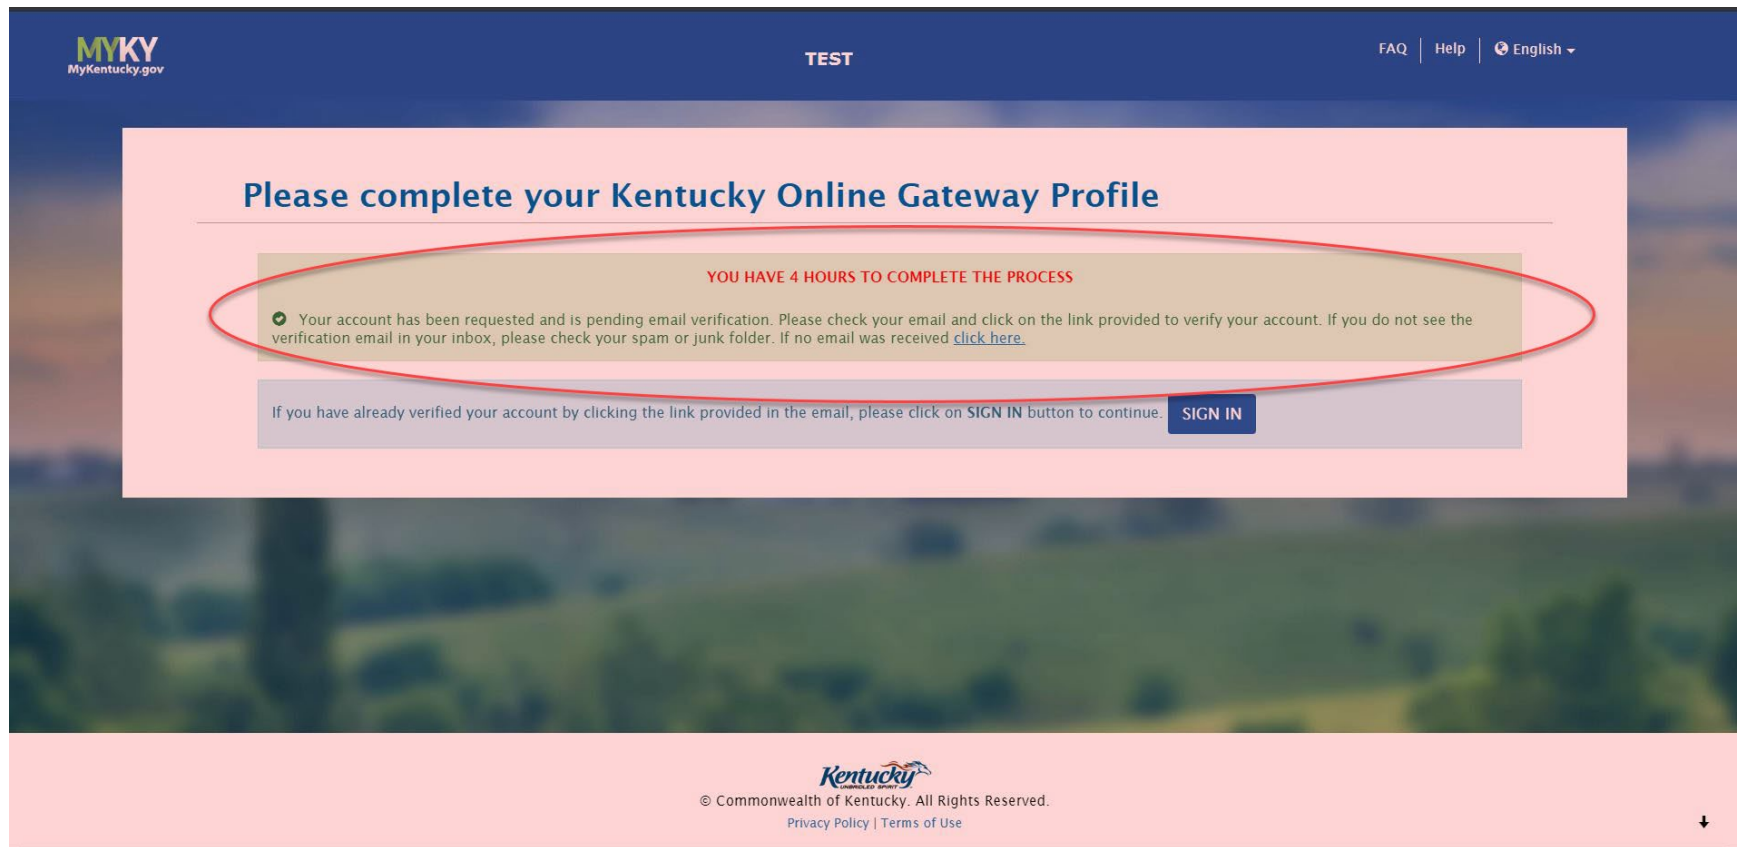 MYKY
MyKentucky.gov
TEST
FAQ
Help
English
Please complete your Kentucky Online Gateway Profile
YOU HAVE 4 HOURS TO COMPLETE THE PROCESS
Your account has been requested and is pending email verification. Please check your email and click on the link provided to verify your account. If you do not see the
verification email in your inbox, please check your spam or junk folder. If no email was received click here.
If you have already verified your account by clicking the link provided in the email, please click on SIGN IN button to continue. SIGN IN
Kentucky
UNBRIDLED SPIRIT
© Commonwealth of Kentucky. All Rights Reserved.
Privacy Policy | Terms of Use